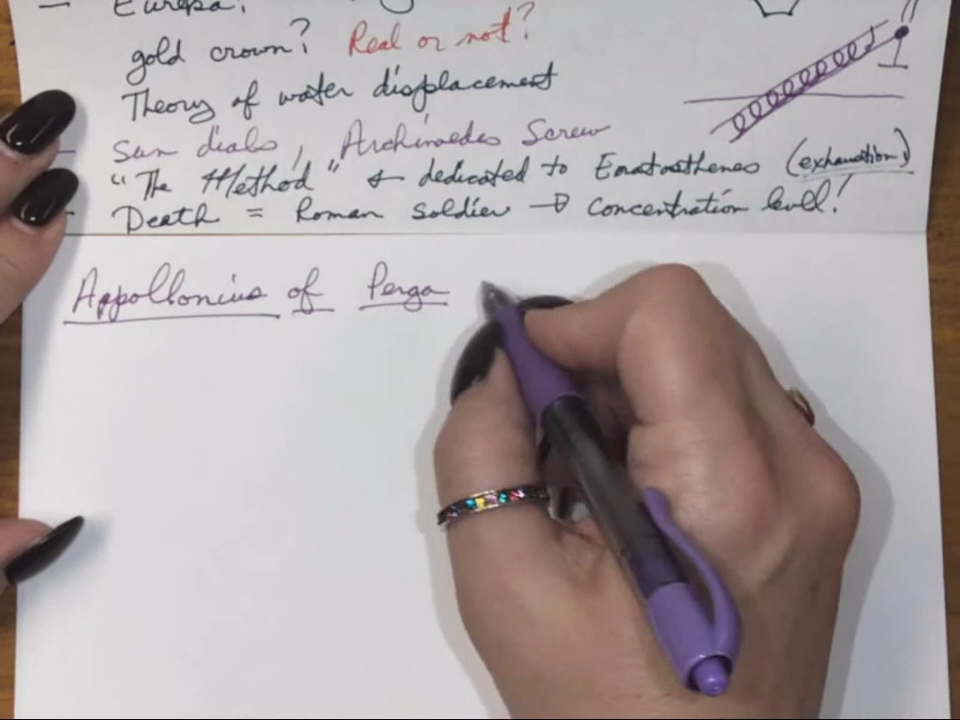 — Eureka!
gold crown? Real or not?
Theory of water displacement
— Sun dials, Archimedes Screw
"The Method" ← dedicated to Eratosthenes (exhaustion)
- Death = Roman Soldier → Concentration level!
Appollonius of Perga